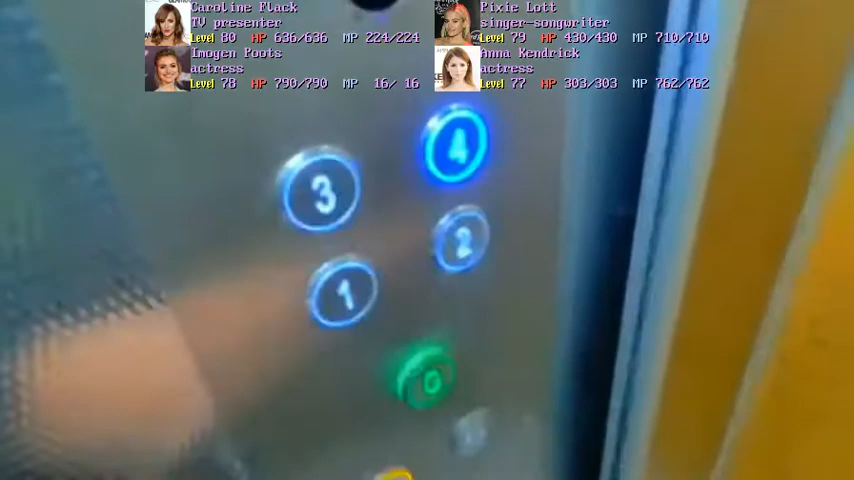 Caroline Flack
TV presenter
Level 80 HP 636/636 MP 224/224
Pixie Lott
singer-songwriter
Level 79 HP 430/430 MP 710/710
Imogen Poots
actress
Level 78 HP 790/790 MP 16/ 16
Anna Kendrick
actress
Level 77 HP 303/303 MP 762/762
4
3
2
1
0